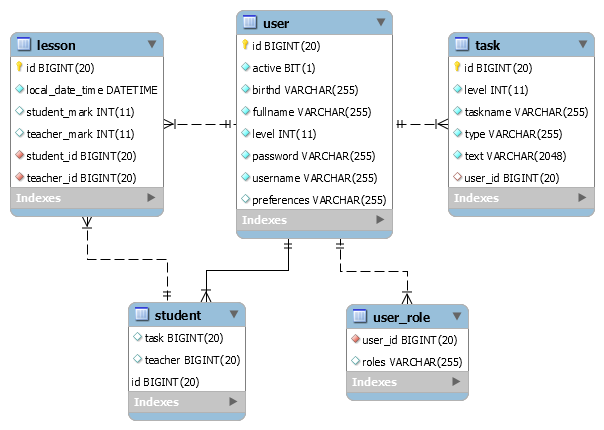 lesson
id BIGINT(20)
local_date_time DATETIME
student_mark INT(11)
teacher_mark INT(11)
student_id BIGINT(20)
teacher_id BIGINT(20)
Indexes
user
id BIGINT(20)
active BIT(1)
birthd VARCHAR(255)
fullname VARCHAR(255)
level INT(11)
password VARCHAR(255)
username VARCHAR(255)
preferences VARCHAR(255)
Indexes
task
id BIGINT(20)
level INT(11)
taskname VARCHAR(255)
type VARCHAR(255)
text VARCHAR(2048)
user_id BIGINT(20)
Indexes
student
task BIGINT(20)
teacher BIGINT(20)
id BIGINT(20)
Indexes
user_role
user_id BIGINT(20)
roles VARCHAR(255)
Indexes